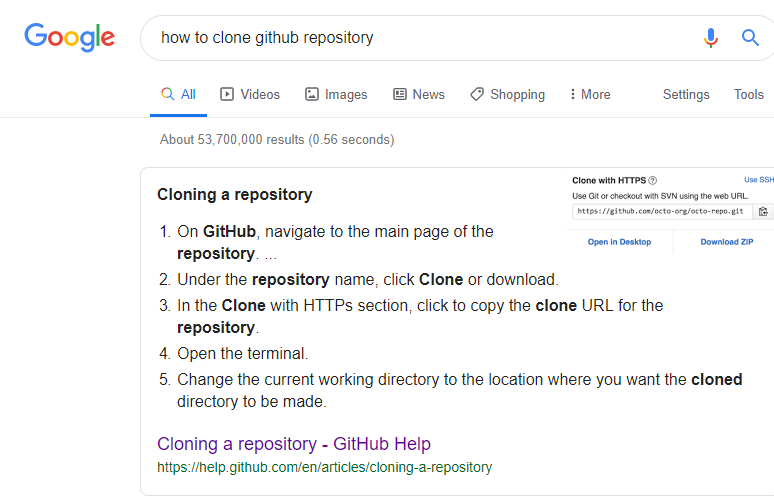 Google
how to clone github repository
All Videos Images News Shopping More Settings Tools
About 53,700,000 results (0.56 seconds)
Cloning a repository
1. On GitHub, navigate to the main page of the
repository. ...
2. Under the repository name, click Clone or download.
3. In the Clone with HTTPs section, click to copy the clone URL for the
repository.
4. Open the terminal.
5. Change the current working directory to the location where you want the cloned
directory to be made.
Clone with HTTPS ? Use SSH
Use Git or checkout with SVN using the web URL.
https://github.com/octo-org/octo-repo.git
Open in Desktop Download ZIP
Cloning a repository - GitHub Help
https://help.github.com/en/articles/cloning-a-repository